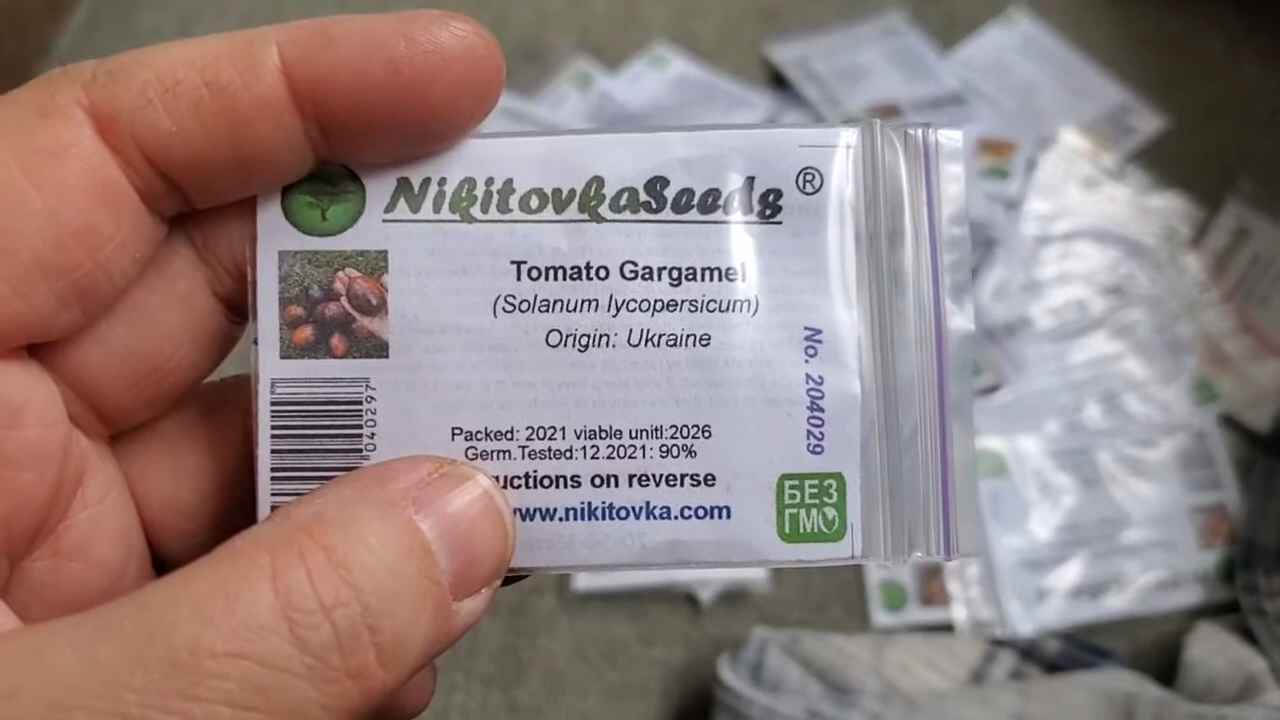 NikitovkaSeeds ®
Tomato Gargamel
(Solanum lycopersicum)
Origin: Ukraine
No. 204029
040297
Packed: 2021 viable unitl:2026
Germ.Tested:12.2021: 90%
uctions on reverse
www.nikitovka.com
БЕЗ
ГМО